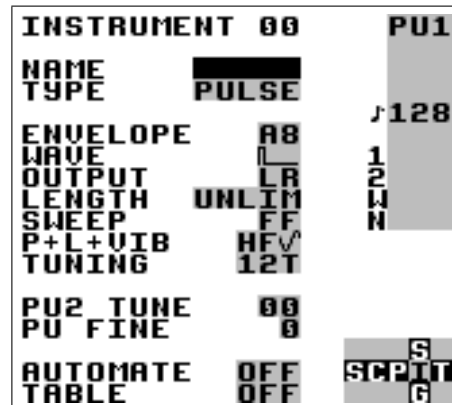 INSTRUMENT 00 PU1
NAME
TYPE PULSE
♪128
ENVELOPE A8
WAVE 1
OUTPUT LR 2
LENGTH UNLIM W
SWEEP FF N
P+L+VIB HF
TUNING 12T
PU2 TUNE 00
PU FINE 0
S
AUTOMATE OFF SCPIT
TABLE OFF G